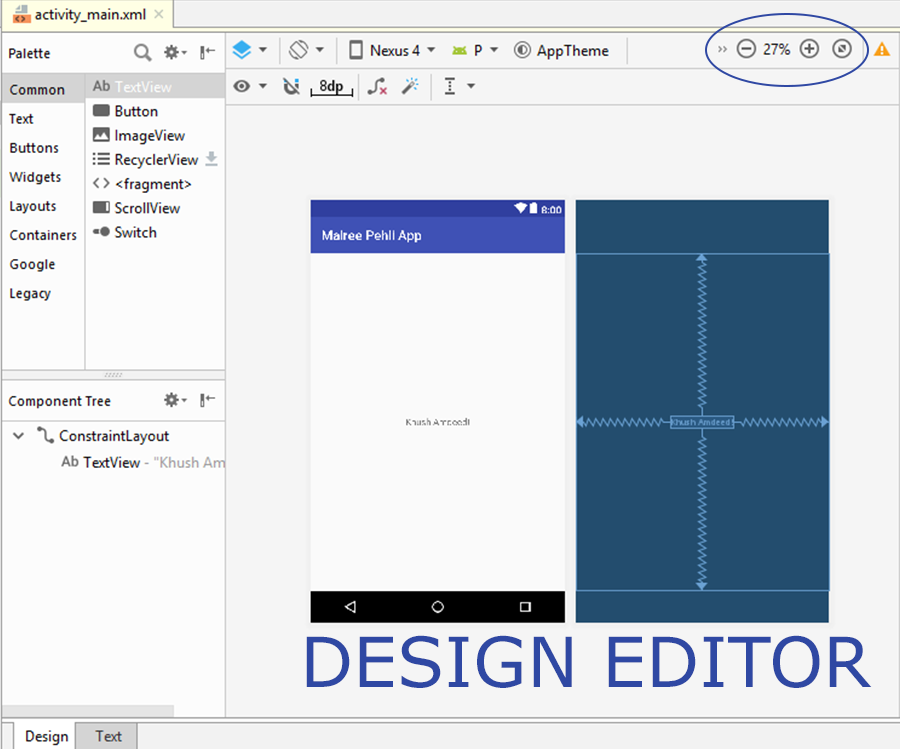 activity_main.xml
Palette
Nexus 4
P
AppTheme
27%
8dp
Common
Text
Buttons
Widgets
Layouts
Containers
Google
Legacy
Ab TextView
Button
ImageView
RecyclerView
<fragment>
ScrollView
Switch
8:00
Malree Pehli App
Khush Amdeed!
Khush Amdeed!
Component Tree
ConstraintLayout
Ab TextView - "Khush Am
DESIGN EDITOR
Design
Text